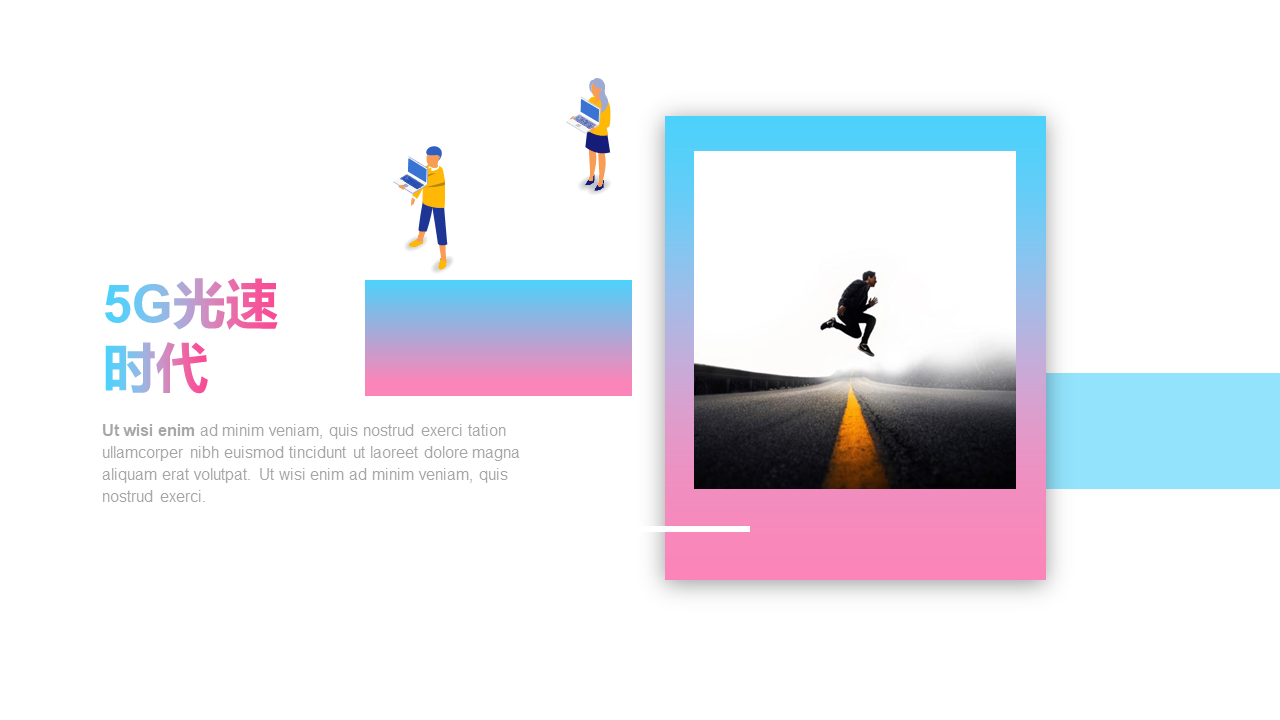 5G光速
时代
Ut wisi enim ad minim veniam, quis nostrud exerci tation
ullamcorper nibh euismod tincidunt ut laoreet dolore magna
aliquam erat volutpat. Ut wisi enim ad minim veniam, quis
nostrud exerci.